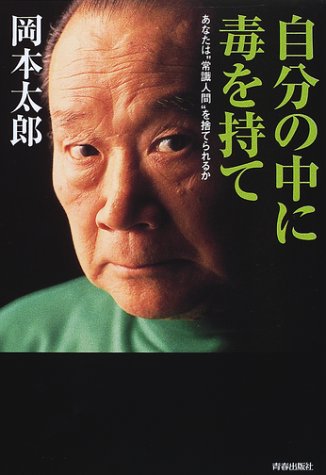 自分の中に
毒を持て
あなたは“常識人間”を捨てられるか
岡本太郎
青春出版社